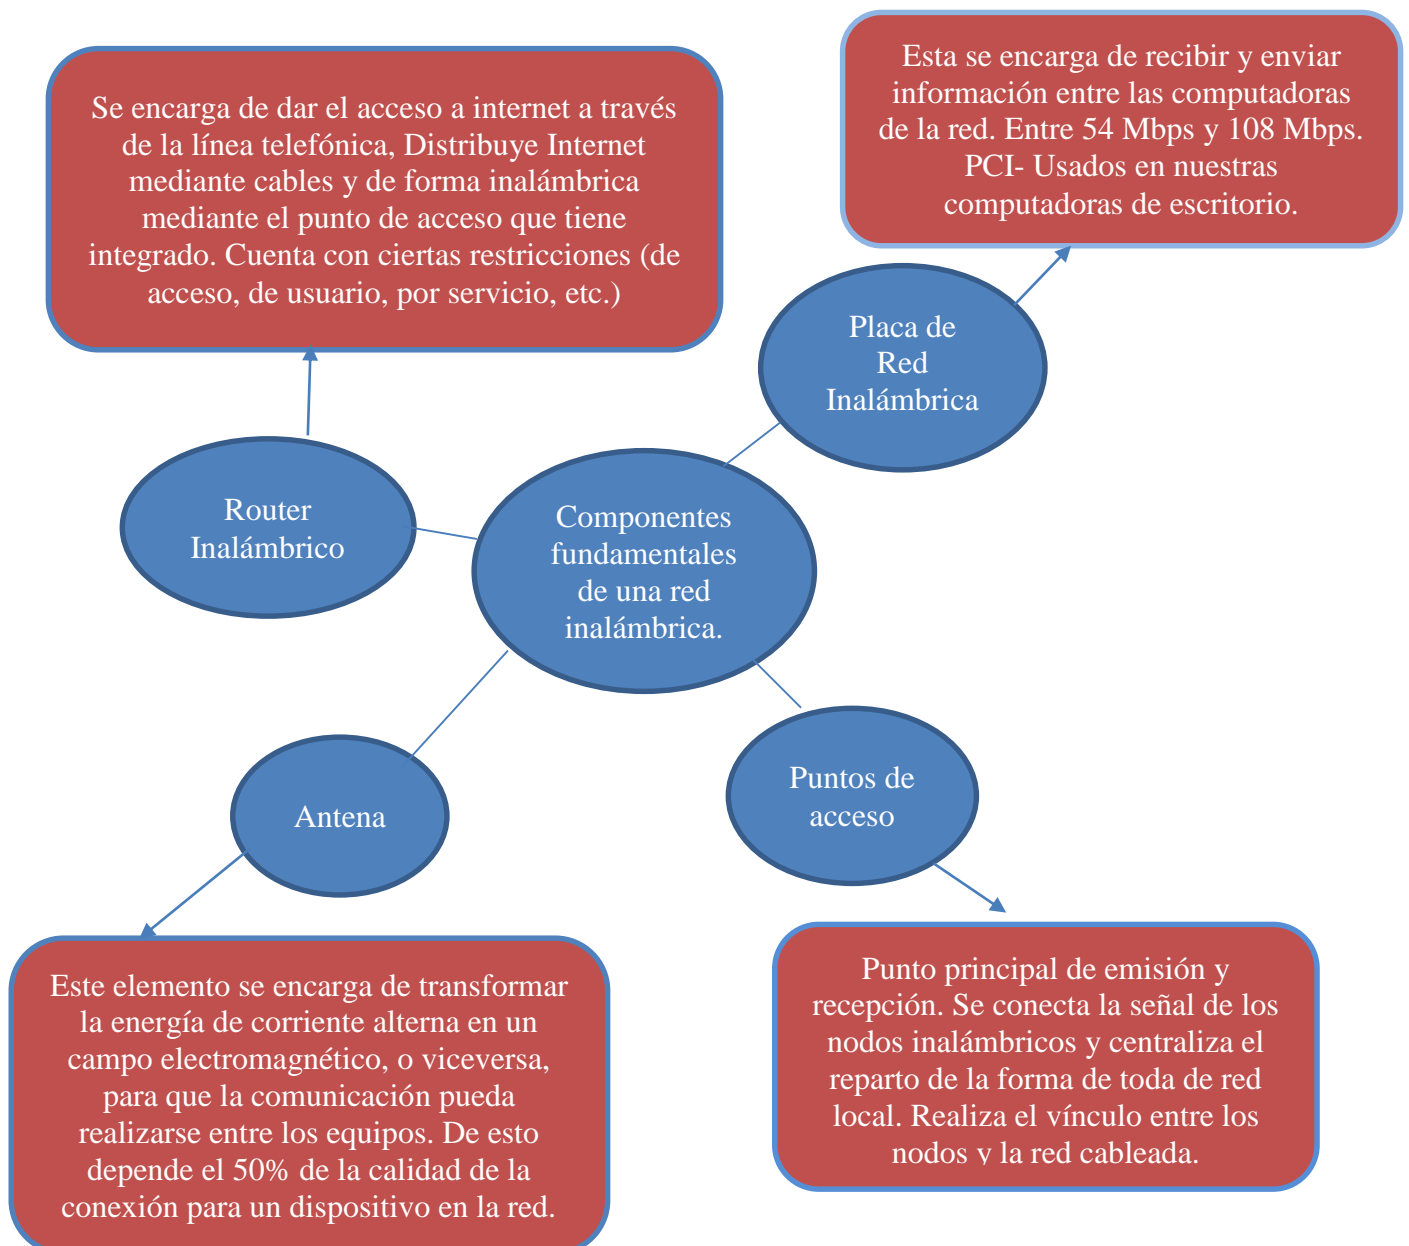 Se encarga de dar el acceso a internet a través
de la línea telefónica, Distribuye Internet
mediante cables y de forma inalámbrica
mediante el punto de acceso que tiene
integrado. Cuenta con ciertas restricciones (de
acceso, de usuario, por servicio, etc.)
Esta se encarga de recibir y enviar
información entre las computadoras
de la red. Entre 54 Mbps y 108 Mbps.
PCI- Usados en nuestras
computadoras de escritorio.
Placa de
Red
Inalámbrica
Router
Inalámbrico
Componentes
fundamentales
de una red
inalámbrica.
Antena
Puntos de
acceso
Este elemento se encarga de transformar
la energía de corriente alterna en un
campo electromagnético, o viceversa,
para que la comunicación pueda
realizarse entre los equipos. De esto
depende el 50% de la calidad de la
conexión para un dispositivo en la red.
Punto principal de emisión y
recepción. Se conecta la señal de los
nodos inalámbricos y centraliza el
reparto de la forma de toda de red
local. Realiza el vínculo entre los
nodos y la red cableada.